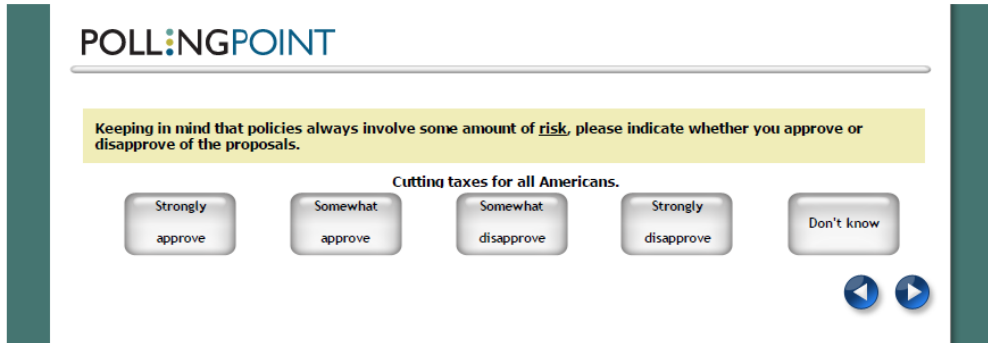 POLLINGPOINT
Keeping in mind that policies always involve some amount of risk, please indicate whether you approve or
disapprove of the proposals.
Cutting taxes for all Americans.
Strongly
approve
Somewhat
approve
Somewhat
disapprove
Strongly
disapprove
Don't know